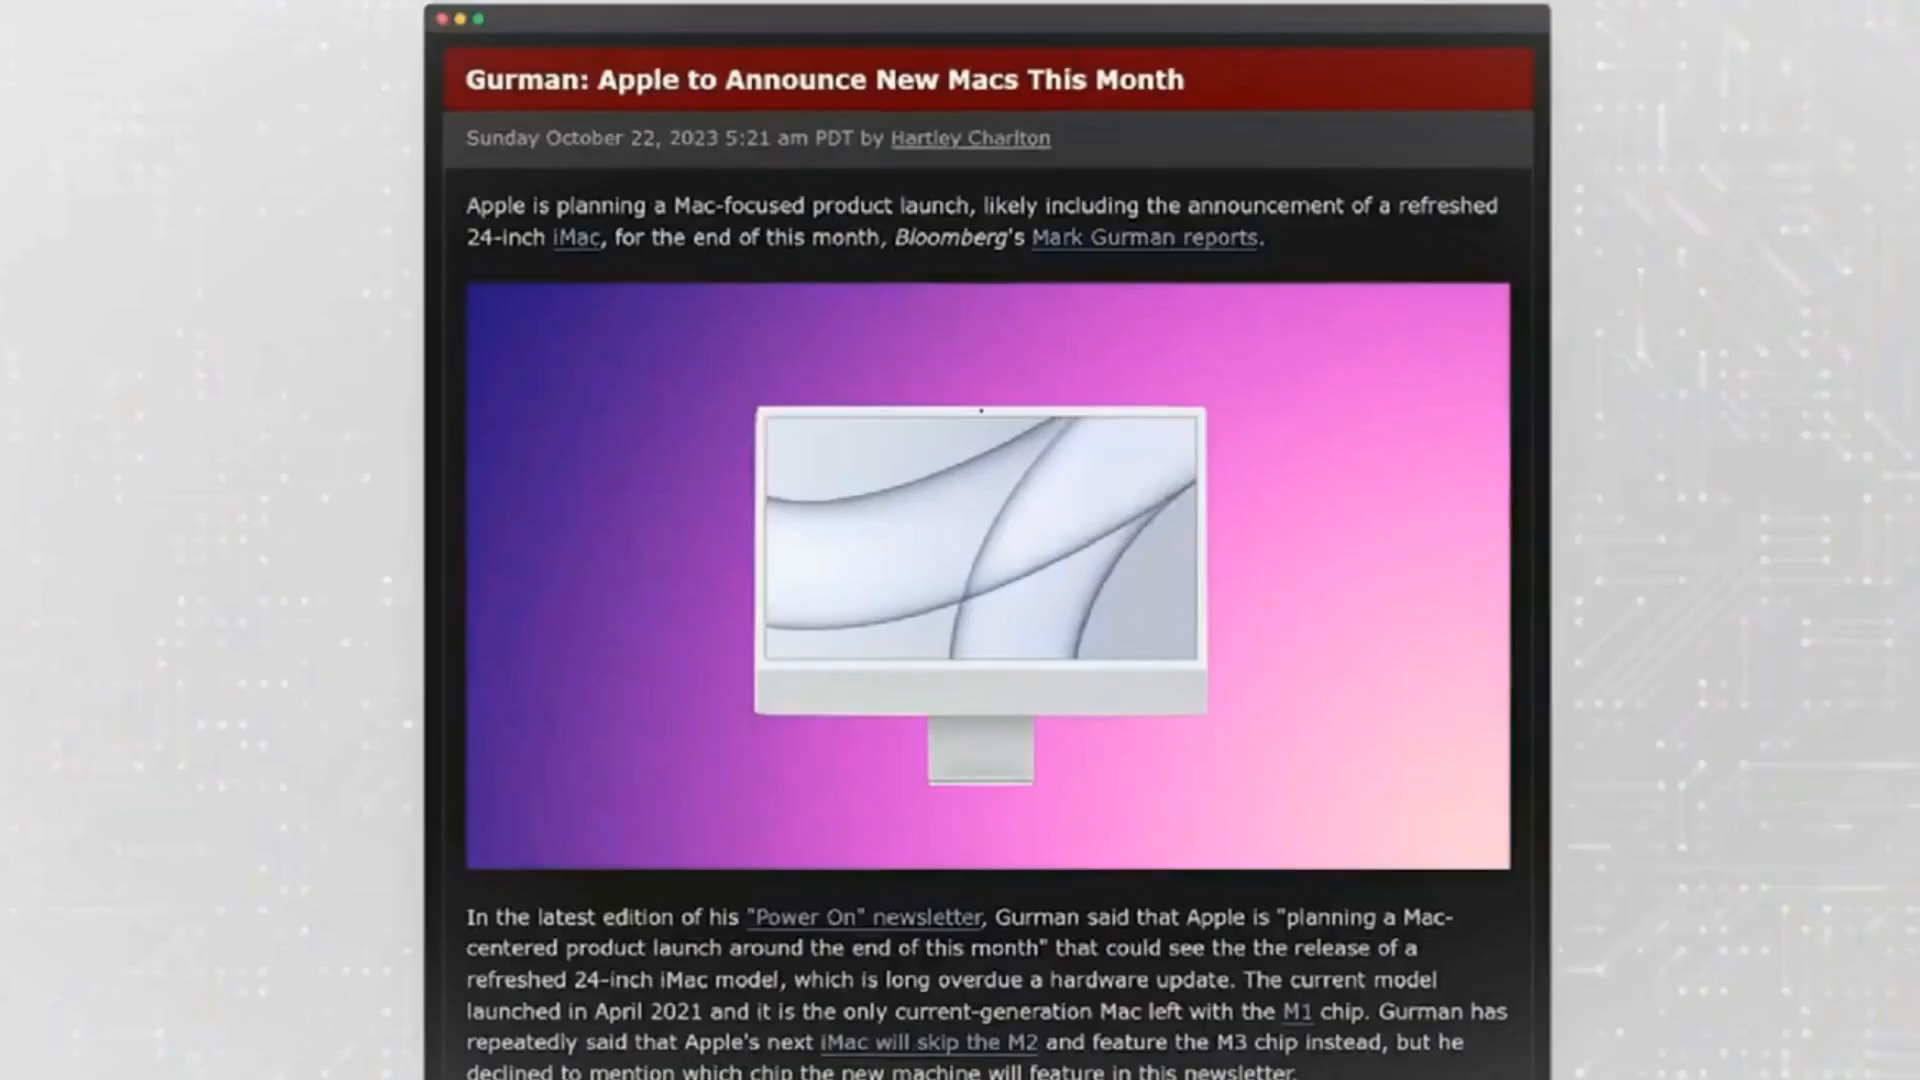 Gurman: Apple to Announce New Macs This Month
Sunday October 22, 2023 5:21 am PDT by Hartley Charlton
Apple is planning a Mac-focused product launch, likely including the announcement of a refreshed
24-inch iMac, for the end of this month, Bloomberg's Mark Gurman reports.
In the latest edition of his "Power On" newsletter, Gurman said that Apple is "planning a Mac-
centered product launch around the end of this month" that could see the the release of a
refreshed 24-inch iMac model, which is long overdue a hardware update. The current model
launched in April 2021 and it is the only current-generation Mac left with the M1 chip. Gurman has
repeatedly said that Apple's next iMac will skip the M2 and feature the M3 chip instead, but he
declined to mention which chip the new machine will feature in this newsletter.